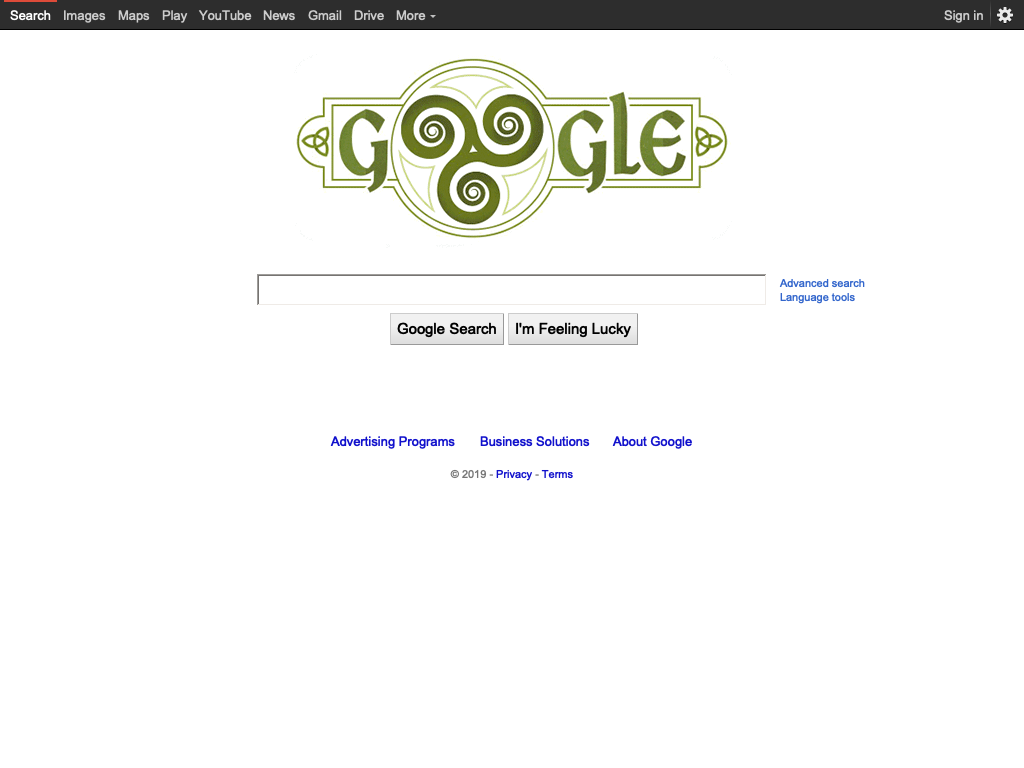 Search Images Maps Play YouTube News Gmail Drive More Sign in
GOOGLE
Advanced search
Language tools
Google Search I'm Feeling Lucky
Advertising Programs Business Solutions About Google
© 2019 - Privacy - Terms